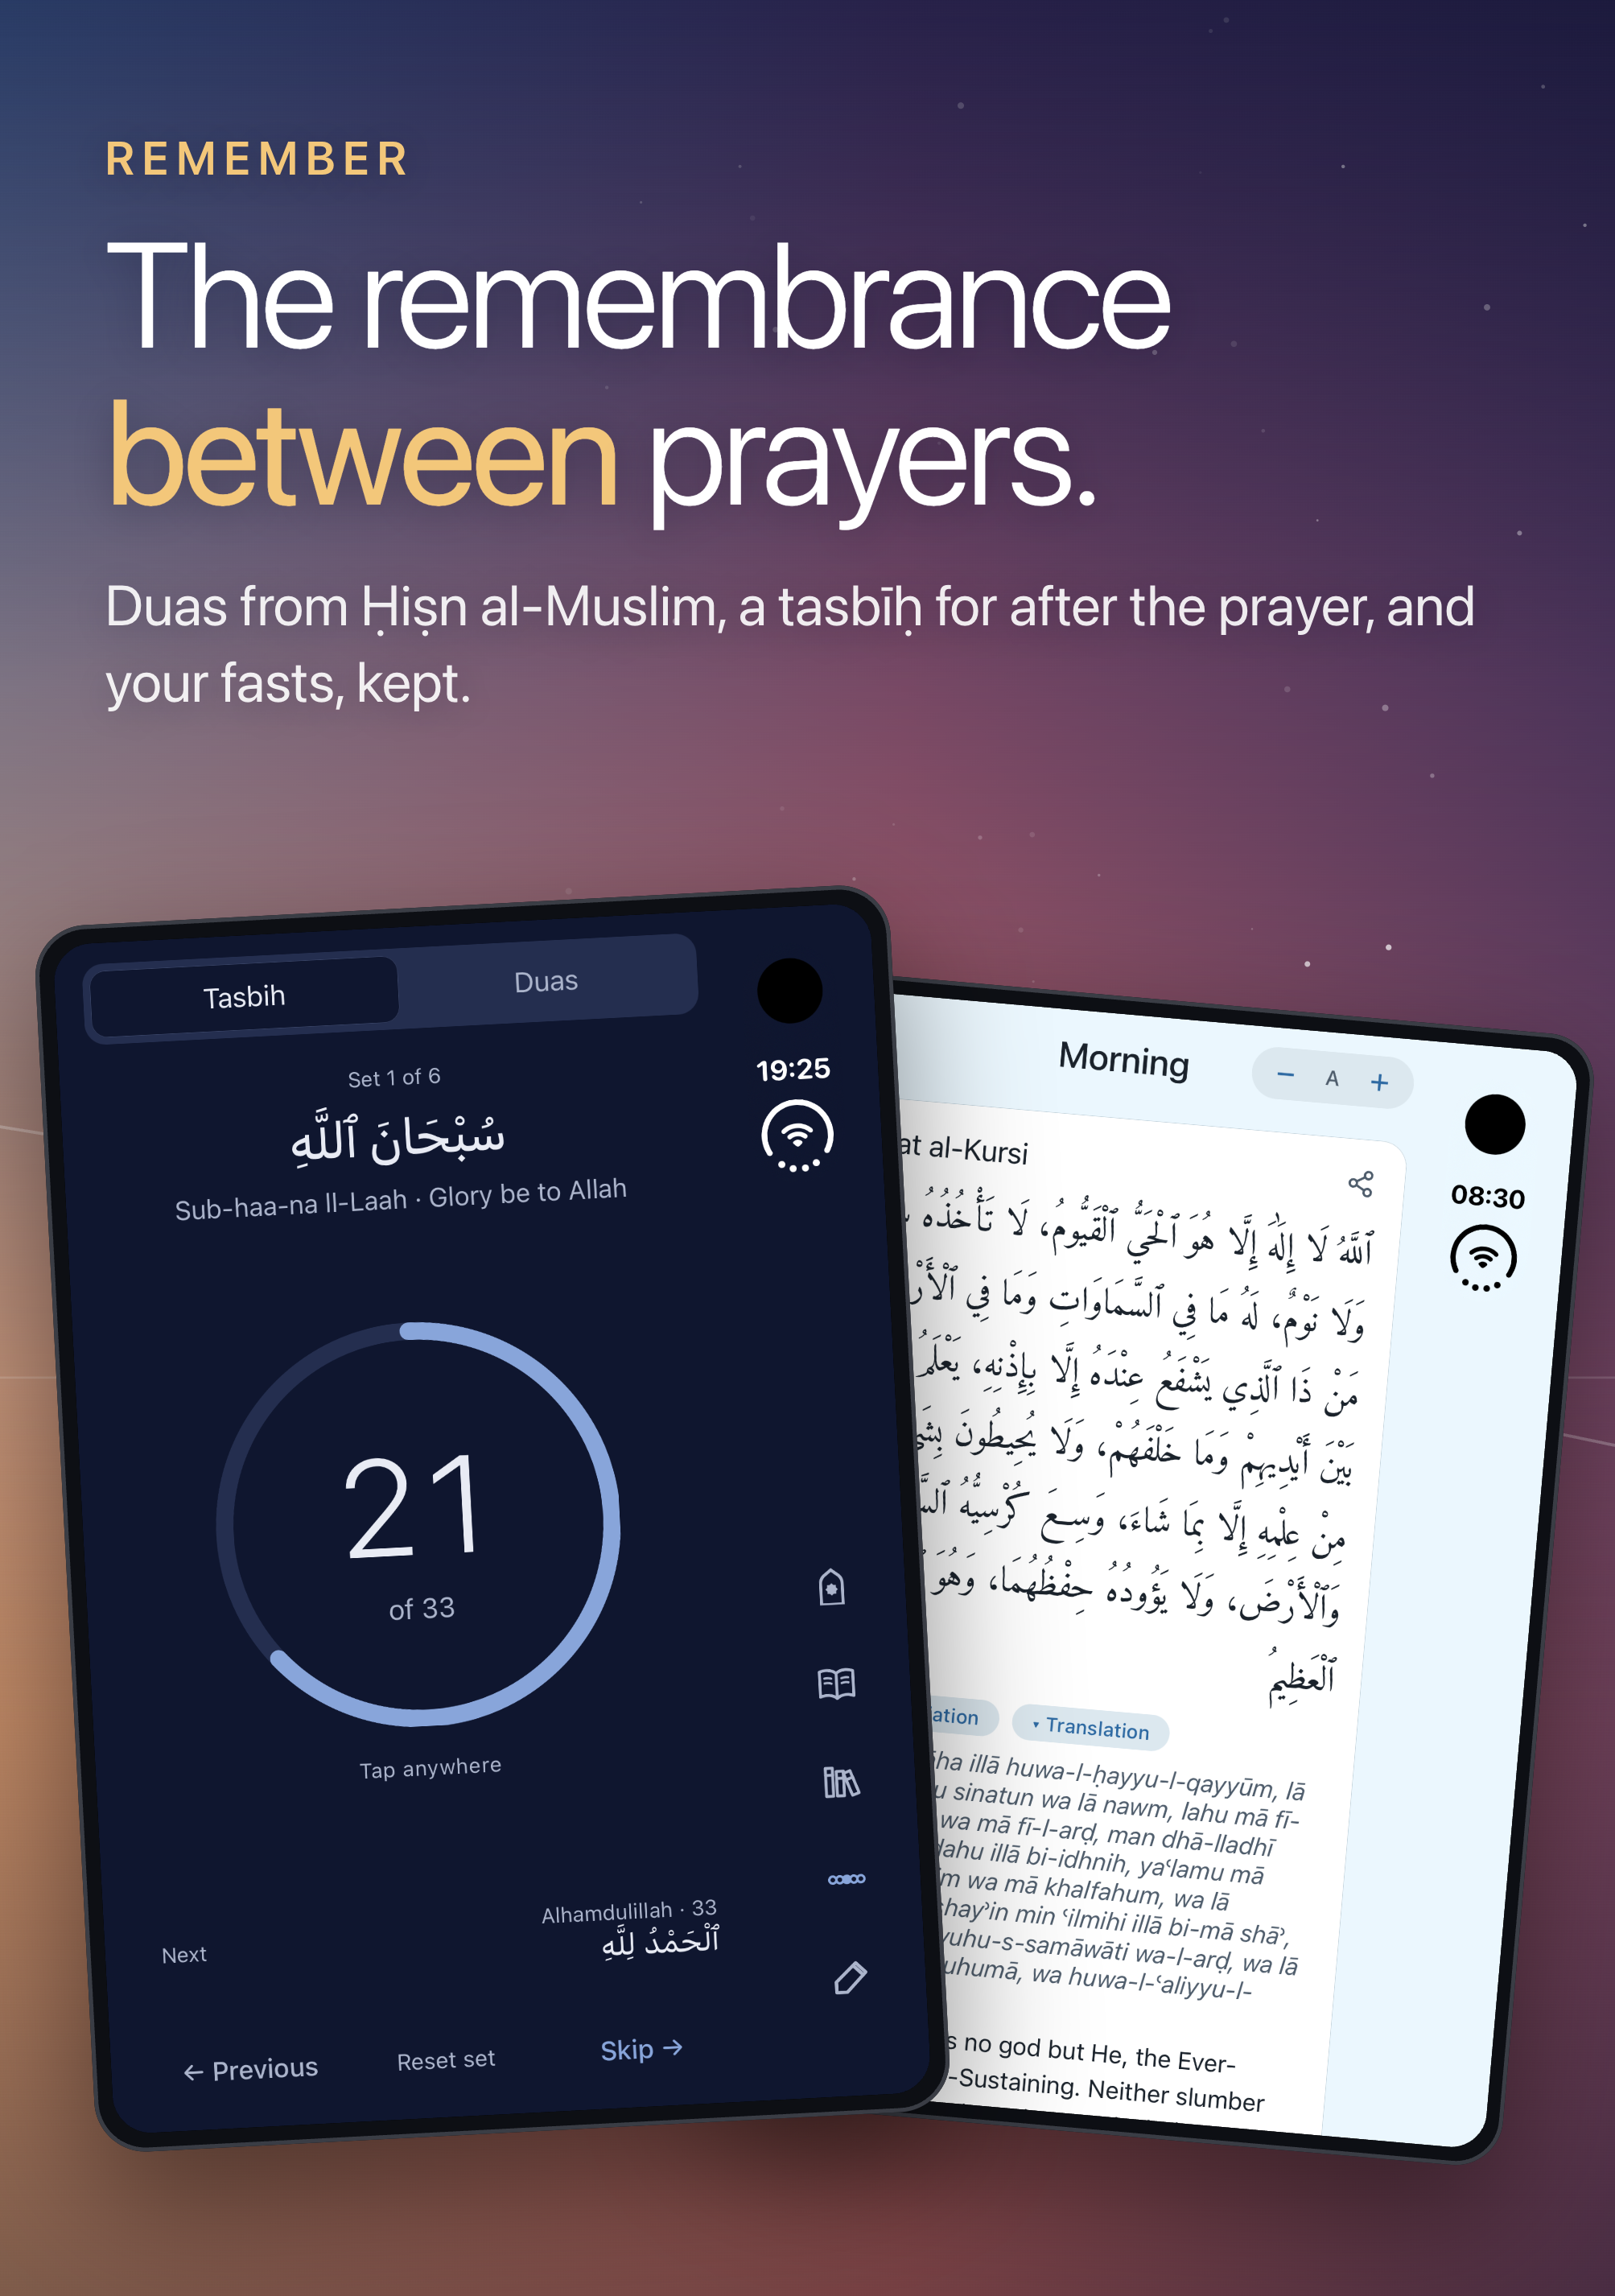 REMEMBER
The remembrance
between prayers.
Duas from Ḥiṣn al-Muslim, a tasbīḥ for after the prayer, and
your fasts, kept.
Tasbih
Duas
19:25
Set 1 of 6
سُبْحَانَ ٱللَّهِ
Sub-haa-na ll-Laah · Glory be to Allah
21
of 33
Tap anywhere
Next
Alhamdulillah · 33
ٱلْحَمْدُ لِلَّهِ
← Previous
Reset set
Skip →
Morning
− A +
08:30
al-Kursi
ٱللَّهُ لَا إِلَٰهَ إِلَّا هُوَ ٱلْحَيُّ ٱلْقَيُّومُ، لَا تَأْخُذُهُ
وَلَا نَوْمٌ، لَهُ مَا فِي ٱلسَّمَاوَاتِ وَمَا فِي
مَنْ ذَا ٱلَّذِي يَشْفَعُ عِنْدَهُ إِلَّا بِإِذْنِهِ، يَعْلَمُ
بَيْنَ أَيْدِيهِمْ وَمَا خَلْفَهُمْ، وَلَا يُحِيطُونَ
مِنْ عِلْمِهِ إِلَّا بِمَا شَاءَ، وَسِعَ كُرْسِيُّهُ
وَٱلْأَرْضَ، وَلَا يَؤُودُهُ حِفْظُهُمَا، وَهُوَ
ٱلْعَظِيمُ
▾ Translation
illā huwa-l-ḥayyu-l-qayyūm, lā
sinatun wa lā nawm, lahu mā fī-
wa mā fī-l-arḍ, man dhā-lladhī
illā bi-idhnih, yaʿlamu mā
wa mā khalfahum, wa lā
min ʿilmihi illā bi-mā shāʾ,
wa-l-arḍ, wa lā
wa huwa-l-ʿaliyyu-l-
no god but He, the Ever-
-Sustaining. Neither slumber